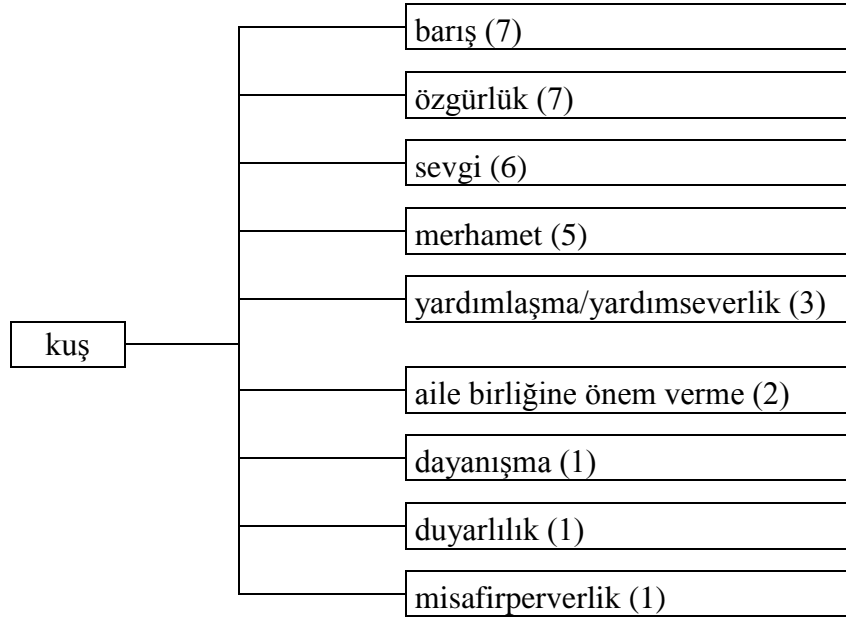 barış (7)
özgürlük (7)
sevgi (6)
merhamet (5)
yardımlaşma/yardımseverlik (3)
kuş
aile birliğine önem verme (2)
dayanışma (1)
duyarlılık (1)
misafirperverlik (1)